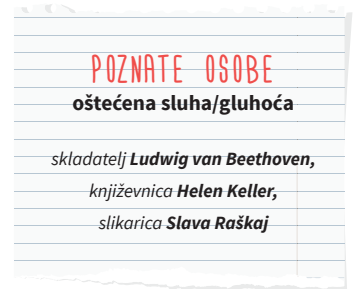 POZNATE OSOBE
oštećena sluha/gluhoća
skladatelj Ludwig van Beethoven,
književnica Helen Keller,
slikarica Slava Raškaj